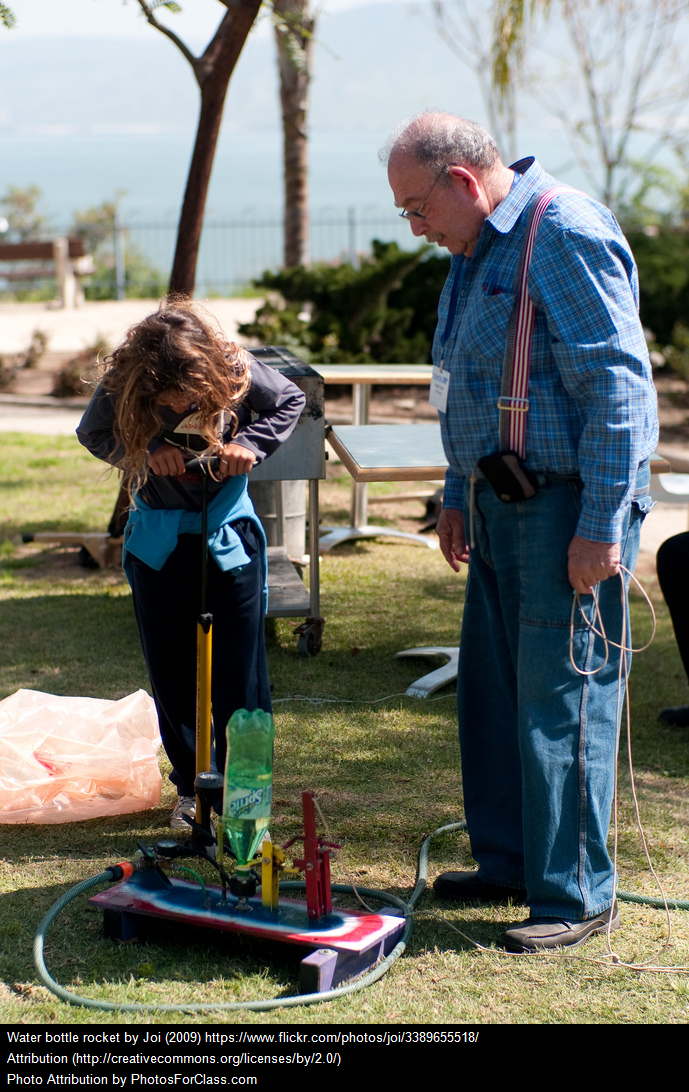 Sprite
Water bottle rocket by Joi (2009) https://www.flickr.com/photos/joi/3389655518/
Attribution (http://creativecommons.org/licenses/by/2.0/)
Photo Attribution by PhotosForClass.com